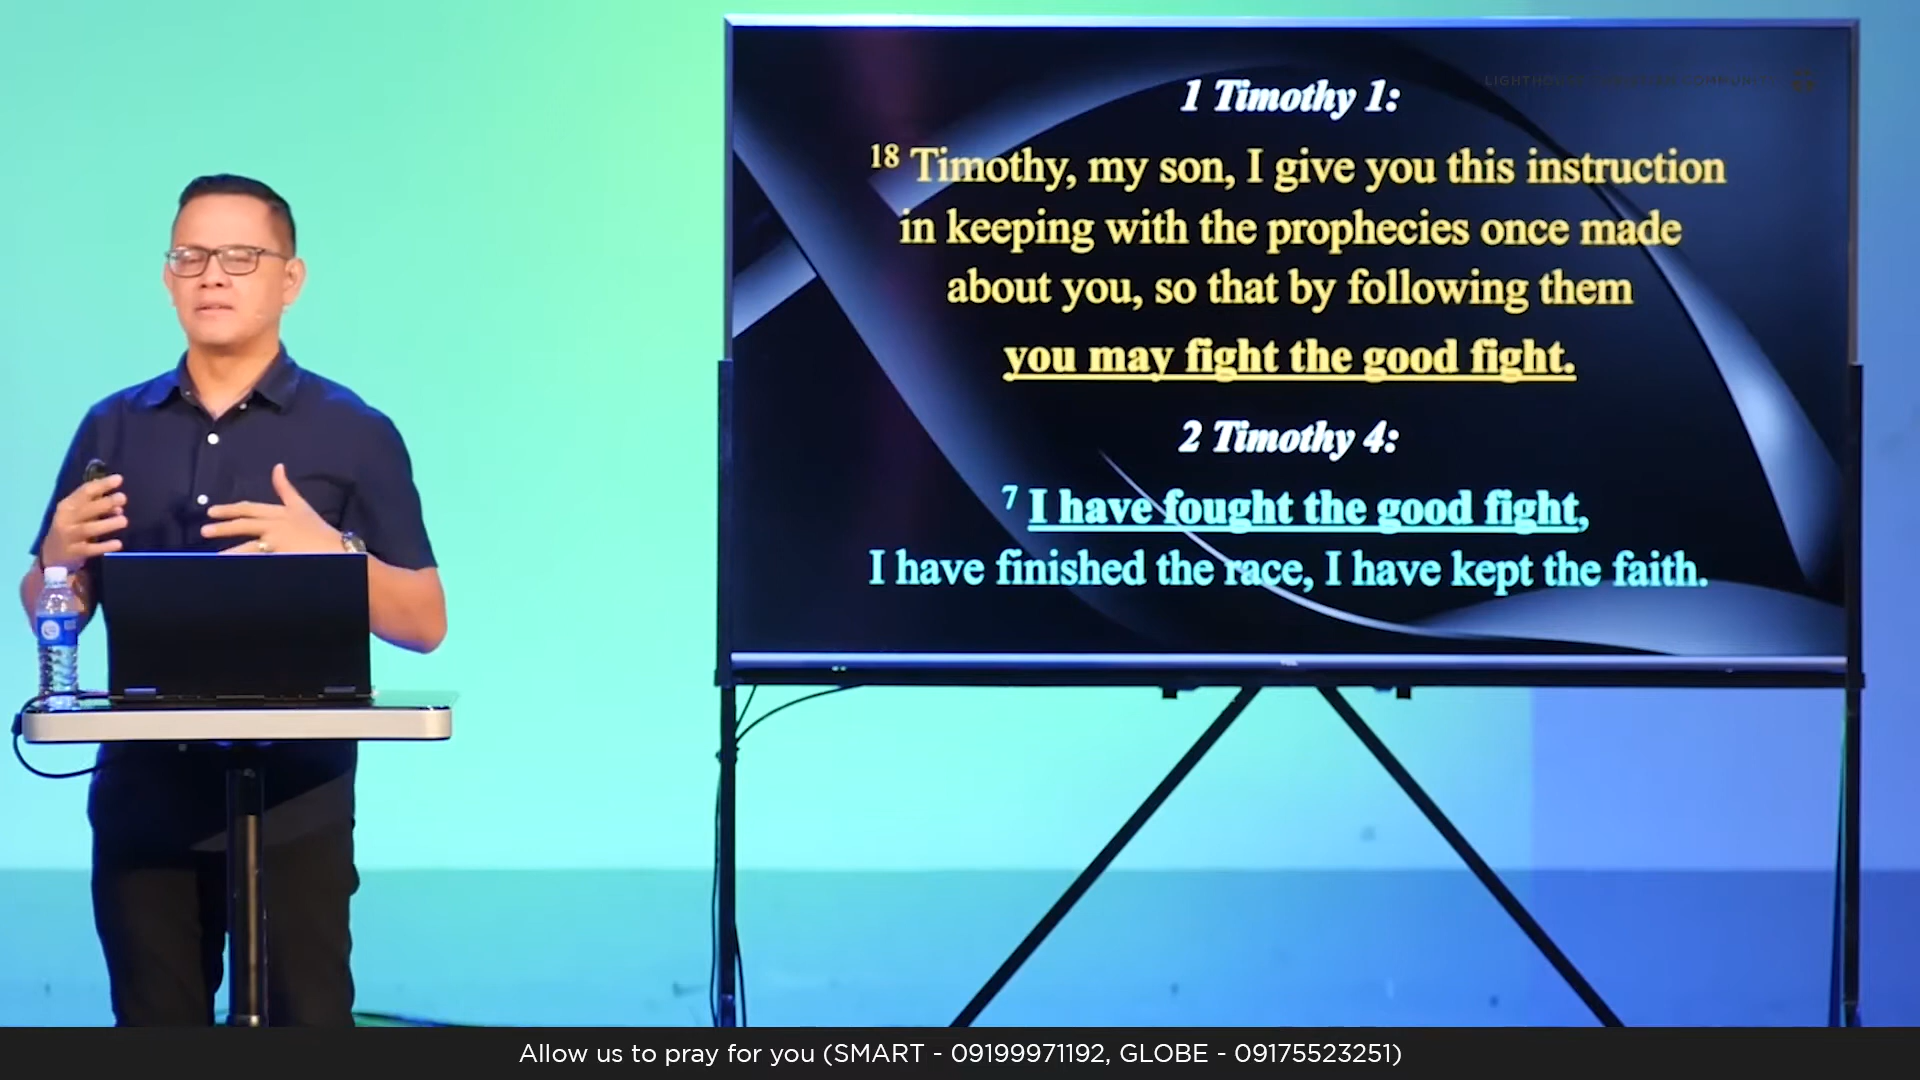 LIGHTHOUSE
1 Timothy 1:
18 Timothy, my son, I give you this instruction
in keeping with the prophecies once made
about you, so that by following them
you may fight the good fight.
2 Timothy 4:
7 I have fought the good fight,
I have finished the race, I have kept the faith.
Allow us to pray for you (SMART - 09199971192, GLOBE - 09175523251)